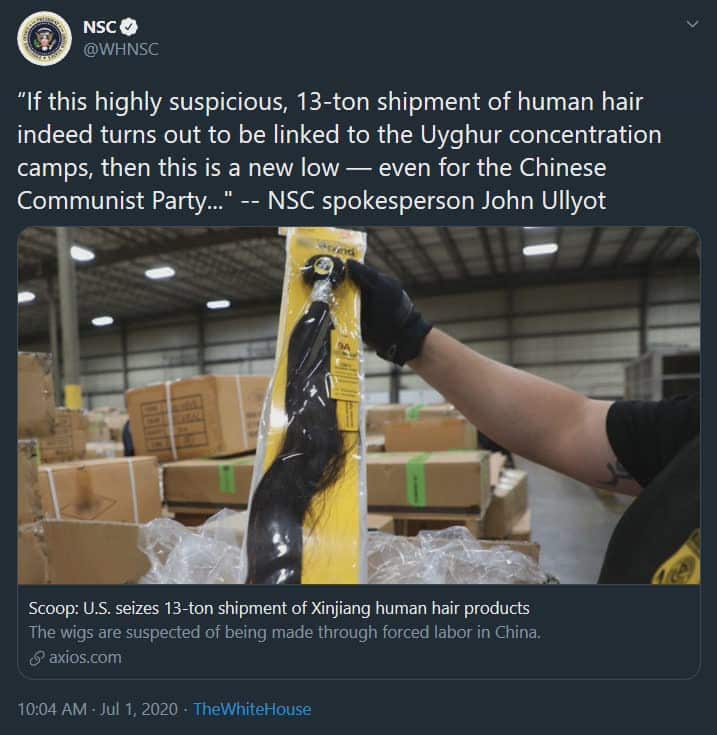 NSC
@WHNSC
“If this highly suspicious, 13-ton shipment of human hair
indeed turns out to be linked to the Uyghur concentration
camps, then this is a new low — even for the Chinese
Communist Party..." -- NSC spokesperson John Ullyot
9A
Scoop: U.S. seizes 13-ton shipment of Xinjiang human hair products
The wigs are suspected of being made through forced labor in China.
axios.com
10:04 AM · Jul 1, 2020 · TheWhiteHouse